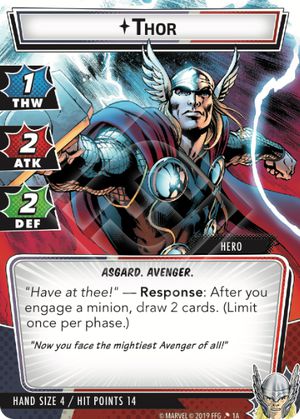 Thor
1
THW
2
ATK
2
DEF
HERO
ASGARD. AVENGER.
"Have at thee!" — Response: After you
engage a minion, draw 2 cards. (Limit
once per phase.)
"Now you face the mightiest Avenger of all!"
HAND SIZE 4 / HIT POINTS 14
© MARVEL © 2019 FFG 1A